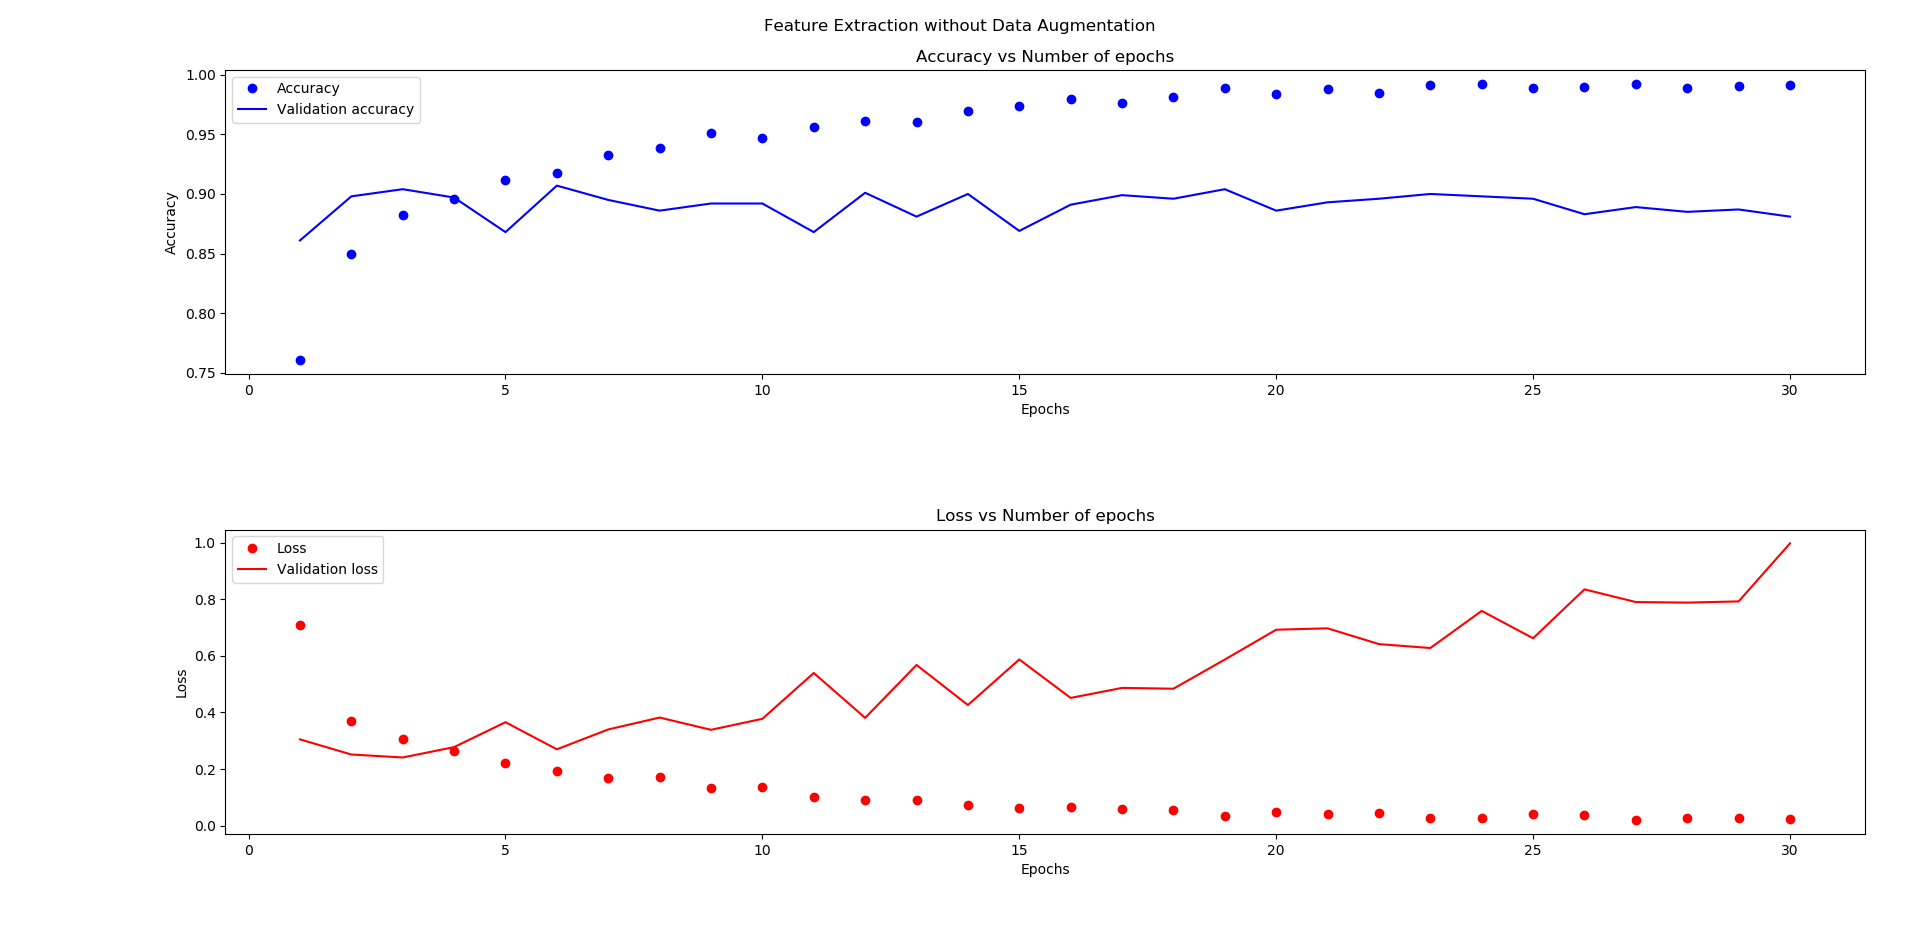 Feature Extraction without Data Augmentation
Accuracy vs Number of epochs
Accuracy
Validation accuracy
1.00
0.95
0.90
0.85
0.80
0.75
Accuracy
0 5 10 15 20 25 30
Epochs
Loss vs Number of epochs
Loss
Validation loss
1.0
0.8
0.6
0.4
0.2
0.0
Loss
0 5 10 15 20 25 30
Epochs